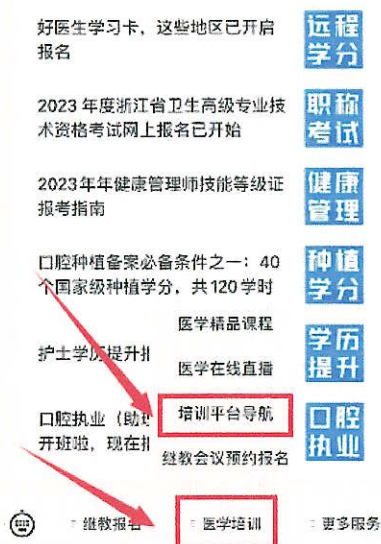 好医生学习卡，这些地区已开启
报名
远程
学分
2023 年度浙江省卫生高级专业技
术资格考试网上报名已开始
职称
考试
2023年年健康管理师技能等级证
报考指南
健康
管理
口腔种植备案必备条件之一：40
个国家级种植学分，共120学时
种植
学分
医学精品课程
护士学历提升
学历
提升
医学在线直播
口腔执业（助
开班啦，现在
培训平台导航
口腔
执业
继教会议预约报名
继教报名
医学培训
更多服务